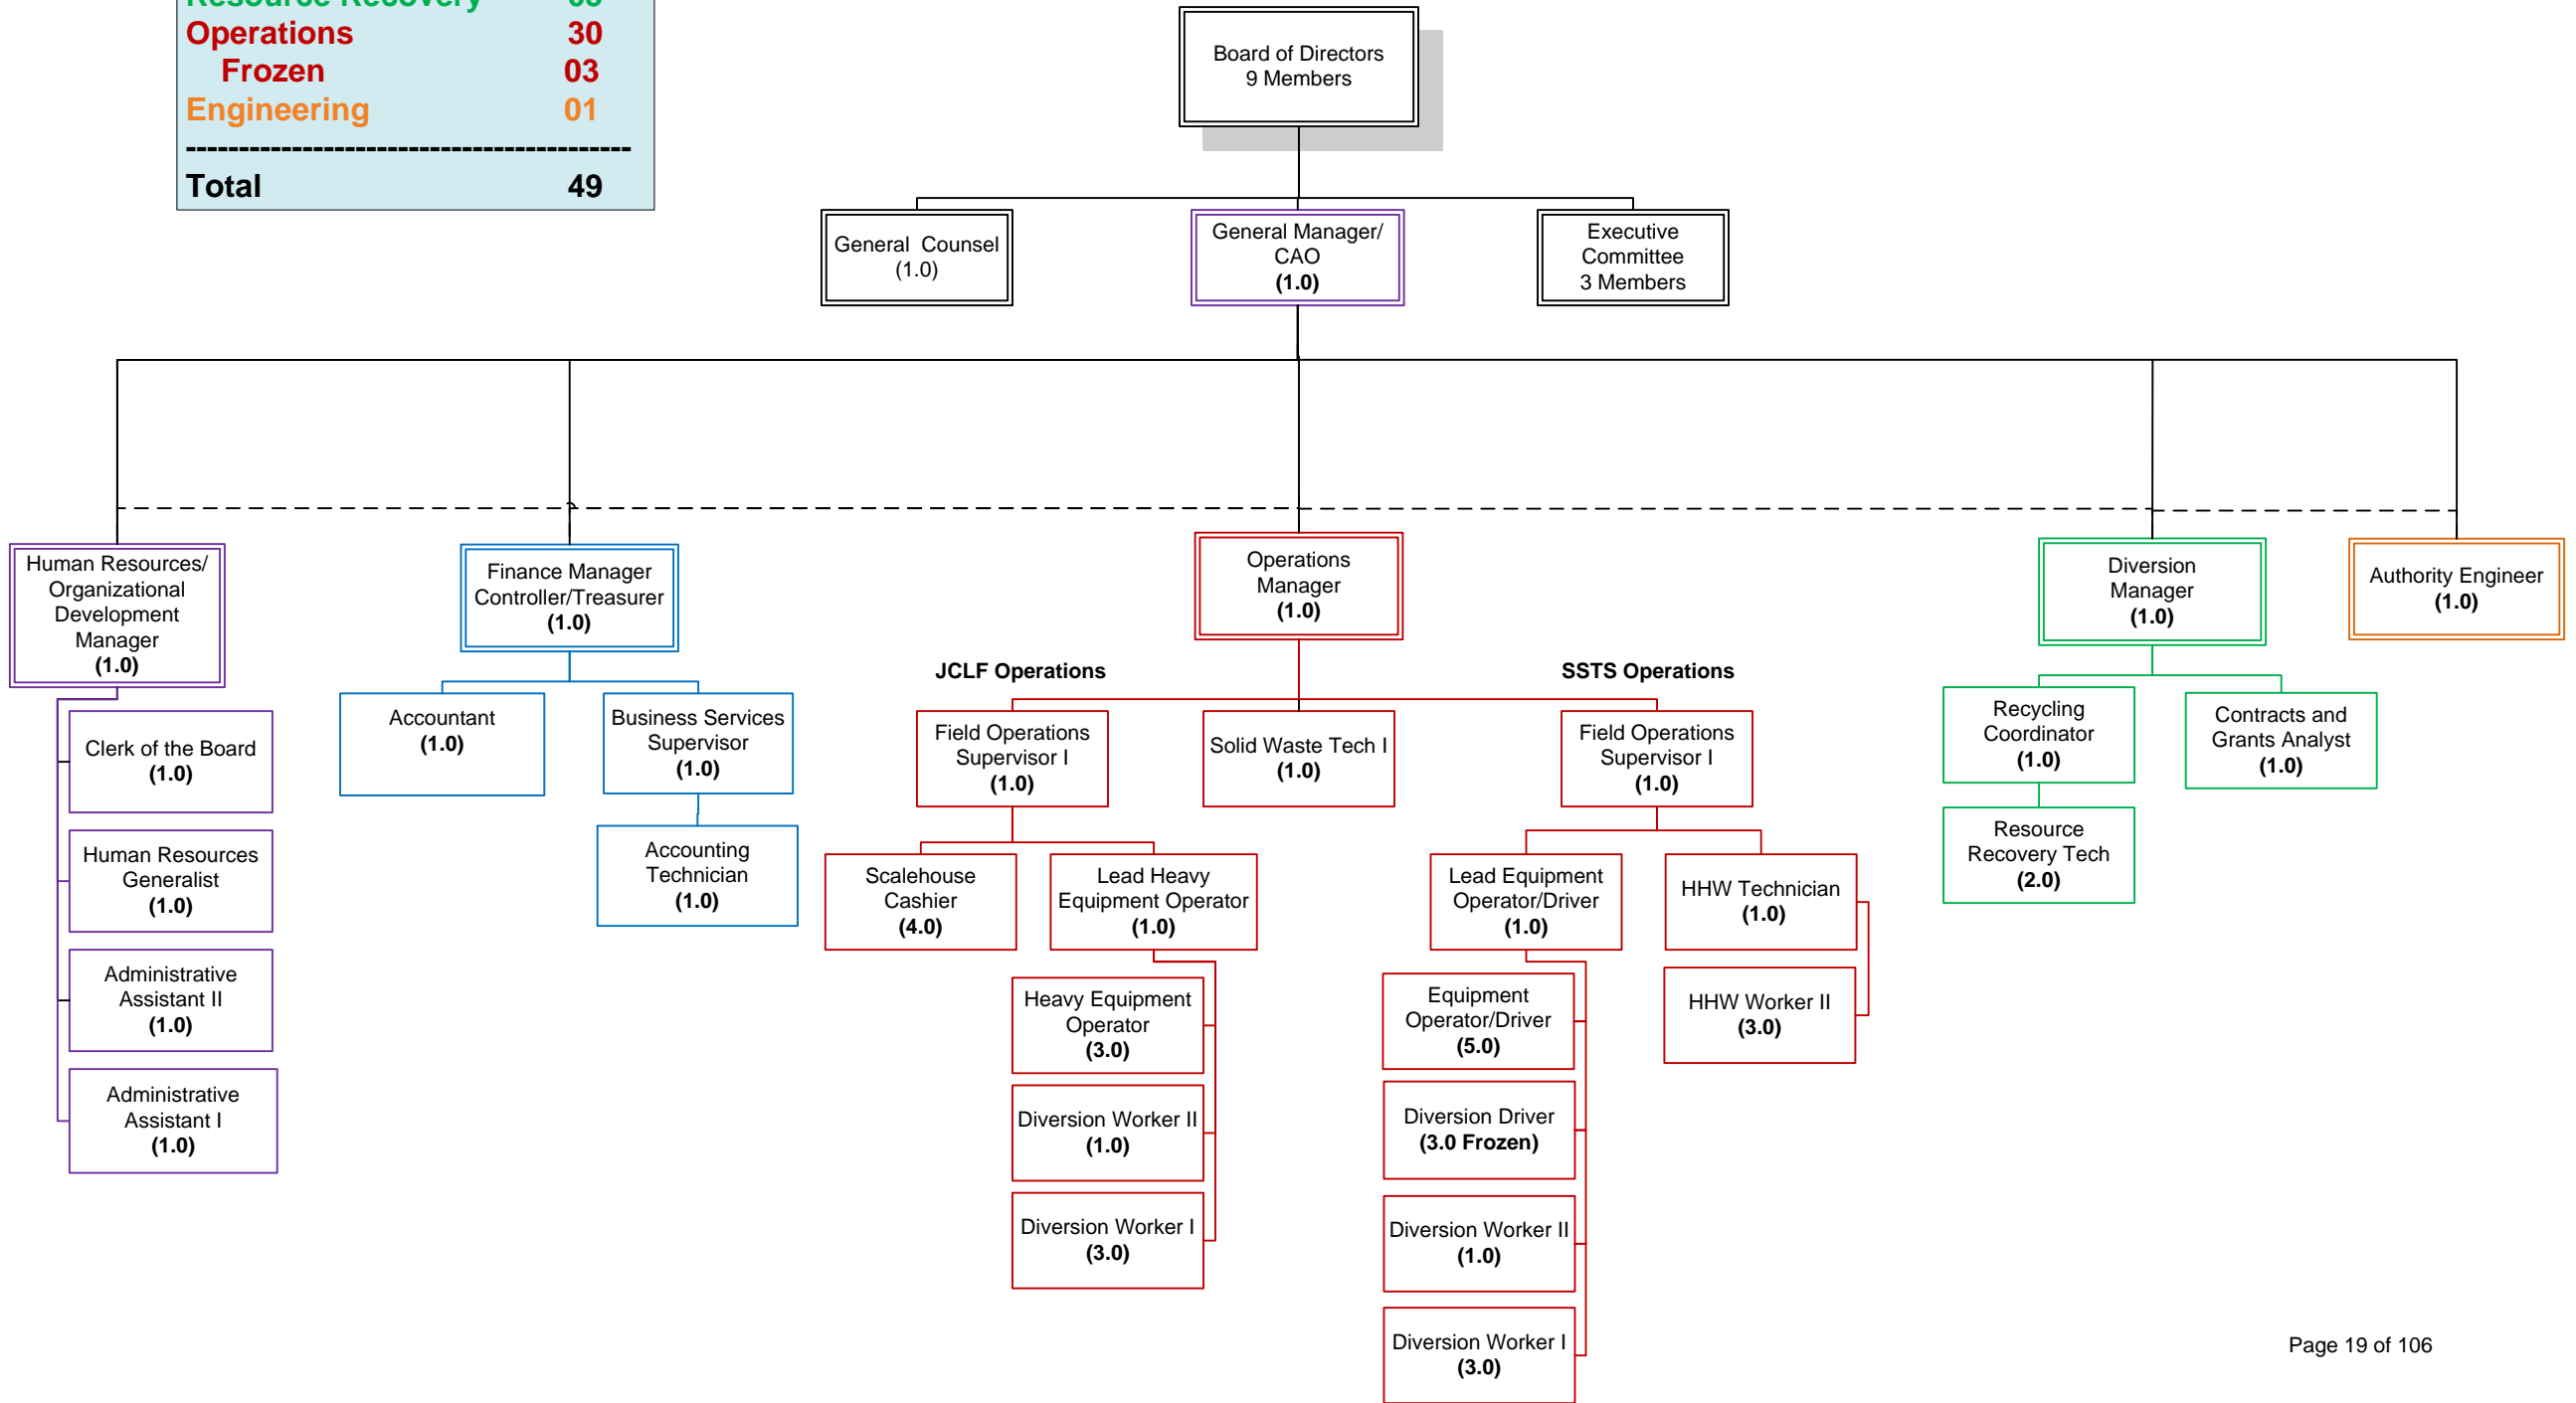 Resource Recovery 05
Operations 30
Frozen 03
Engineering 01
------------------------------------------
Total 49
Board of Directors
9 Members
General Counsel
(1.0)
General Manager/
CAO
(1.0)
Executive
Committee
3 Members
Human Resources/
Organizational
Development
Manager
(1.0)
Finance Manager
Controller/Treasurer
(1.0)
Operations
Manager
(1.0)
Diversion
Manager
(1.0)
Authority Engineer
(1.0)
Clerk of the Board
(1.0)
Human Resources
Generalist
(1.0)
Administrative
Assistant II
(1.0)
Administrative
Assistant I
(1.0)
Accountant
(1.0)
Business Services
Supervisor
(1.0)
Accounting
Technician
(1.0)
JCLF Operations
SSTS Operations
Field Operations
Supervisor I
(1.0)
Solid Waste Tech I
(1.0)
Field Operations
Supervisor I
(1.0)
Scalehouse
Cashier
(4.0)
Lead Heavy
Equipment Operator
(1.0)
Heavy Equipment
Operator
(3.0)
Diversion Worker II
(1.0)
Diversion Worker I
(3.0)
Lead Equipment
Operator/Driver
(1.0)
HHW Technician
(1.0)
HHW Worker II
(3.0)
Equipment
Operator/Driver
(5.0)
Diversion Driver
(3.0 Frozen)
Diversion Worker II
(1.0)
Diversion Worker I
(3.0)
Recycling
Coordinator
(1.0)
Contracts and
Grants Analyst
(1.0)
Resource
Recovery Tech
(2.0)
Page 19 of 106